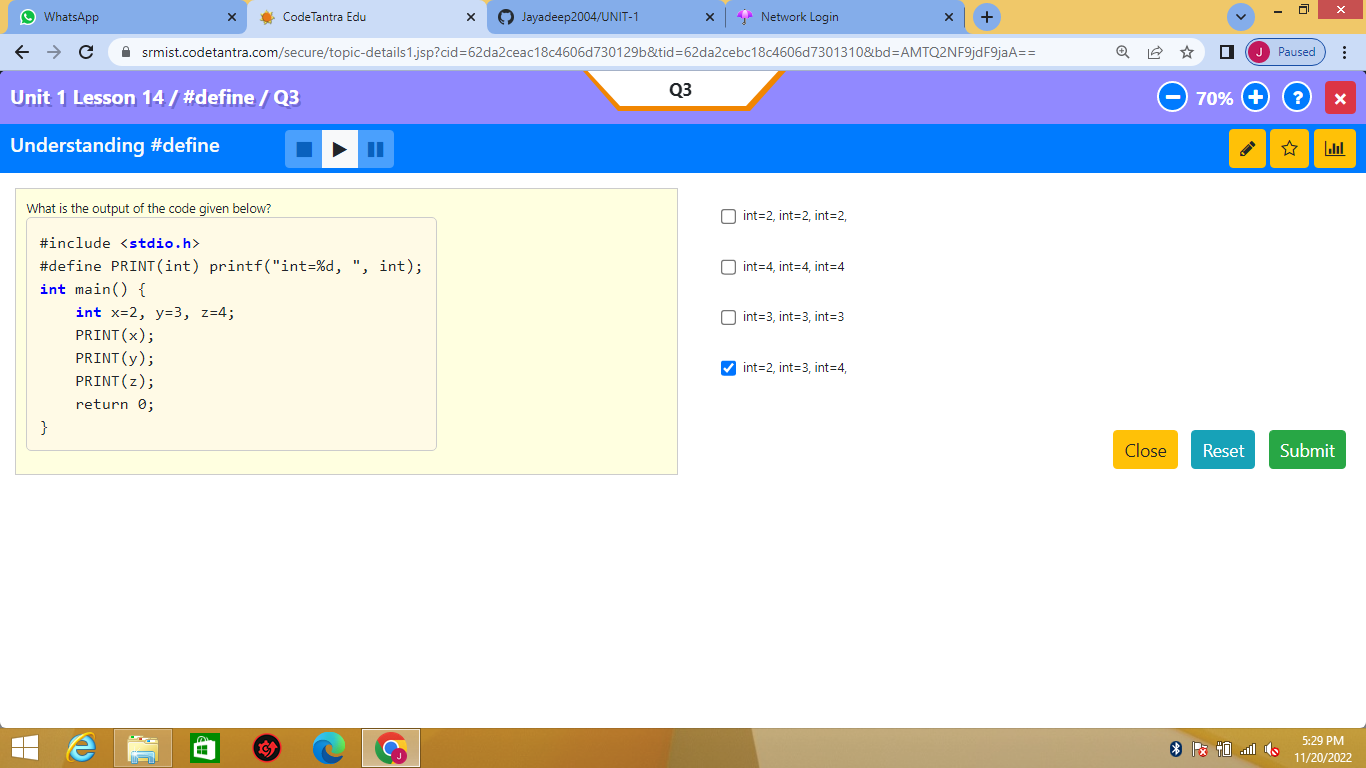 WhatsApp
CodeTantra Edu
Jayadeep2004/UNIT-1
Network Login
srmist.codetantra.com/secure/topic-details1.jsp?cid=62da2ceac18c4606d730129b&tid=62da2cebc18c4606d7301310&bd=AMTQ2NF9jdF9jaA==
J Paused
Unit 1 Lesson 14 / #define / Q3
Q3
70%
?
Understanding #define
What is the output of the code given below?
#include <stdio.h>
#define PRINT(int) printf("int=%d, ", int);
int main() {
int x=2, y=3, z=4;
PRINT(x);
PRINT(y);
PRINT(z);
return 0;
}
int=2, int=2, int=2,
int=4, int=4, int=4
int=3, int=3, int=3
int=2, int=3, int=4,
Close
Reset
Submit
J
5:29 PM
11/20/2022